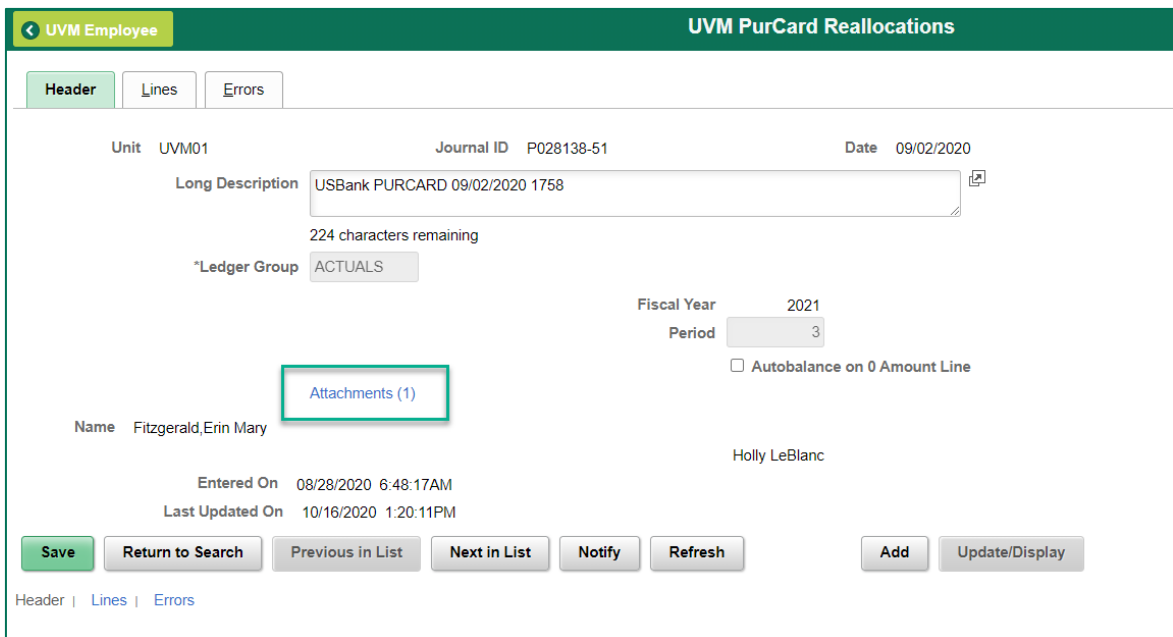 UVM Employee
UVM PurCard Reallocations
Header Lines Errors
Unit UVM01 Journal ID P028138-51 Date 09/02/2020
Long Description USBank PURCARD 09/02/2020 1758
224 characters remaining
*Ledger Group ACTUALS
Fiscal Year 2021
Period 3
Autobalance on 0 Amount Line
Attachments (1)
Name Fitzgerald,Erin Mary
Holly LeBlanc
Entered On 08/28/2020 6:48:17AM
Last Updated On 10/16/2020 1:20:11PM
Save Return to Search Previous in List Next in List Notify Refresh Add Update/Display
Header | Lines | Errors